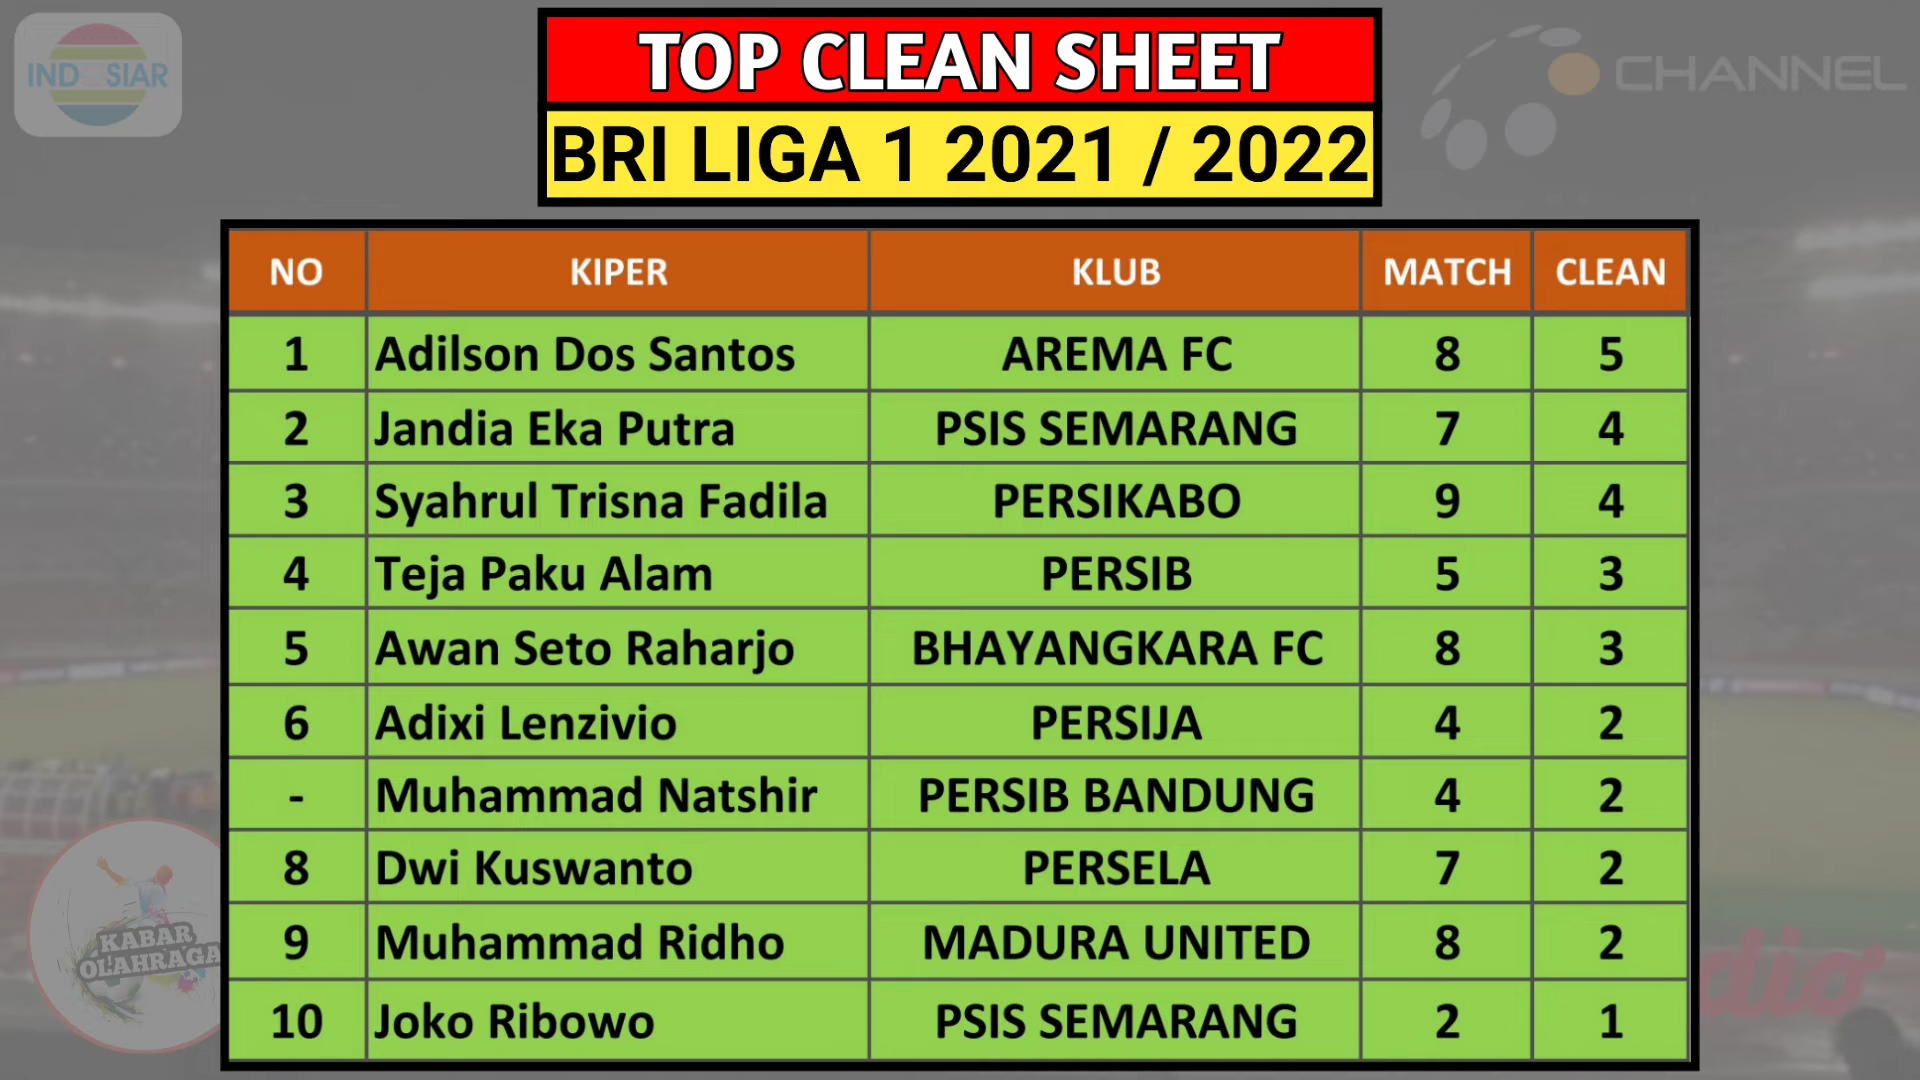 INDOSIAR
CHANNEL
TOP CLEAN SHEET
BRI LIGA 1 2021 / 2022
NO KIPER KLUB MATCH CLEAN
1 Adilson Dos Santos AREMA FC 8 5
2 Jandia Eka Putra PSIS SEMARANG 7 4
3 Syahrul Trisna Fadila PERSIKABO 9 4
4 Teja Paku Alam PERSIB 5 3
5 Awan Seto Raharjo BHAYANGKARA FC 8 3
6 Adixi Lenzivio PERSIJA 4 2
- Muhammad Natshir PERSIB BANDUNG 4 2
8 Dwi Kuswanto PERSELA 7 2
9 Muhammad Ridho MADURA UNITED 8 2
10 Joko Ribowo PSIS SEMARANG 2 1
KABAR
OLAHRAGA